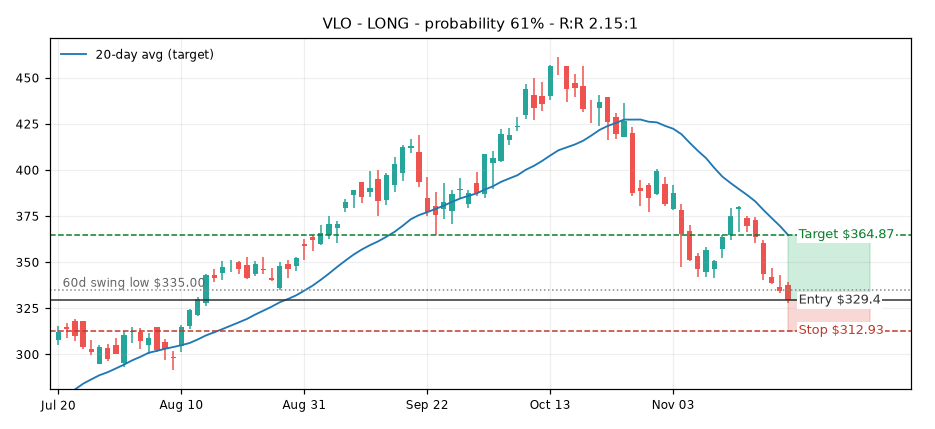 VLO - LONG - probability 61% - R:R 2.15:1
20-day avg (target)
450
425
400
375
350
325
300
Target $364.87
60d swing low $335.00
Entry $329.4
Stop $312.93
Jul 20
Aug 10
Aug 31
Sep 22
Oct 13
Nov 03